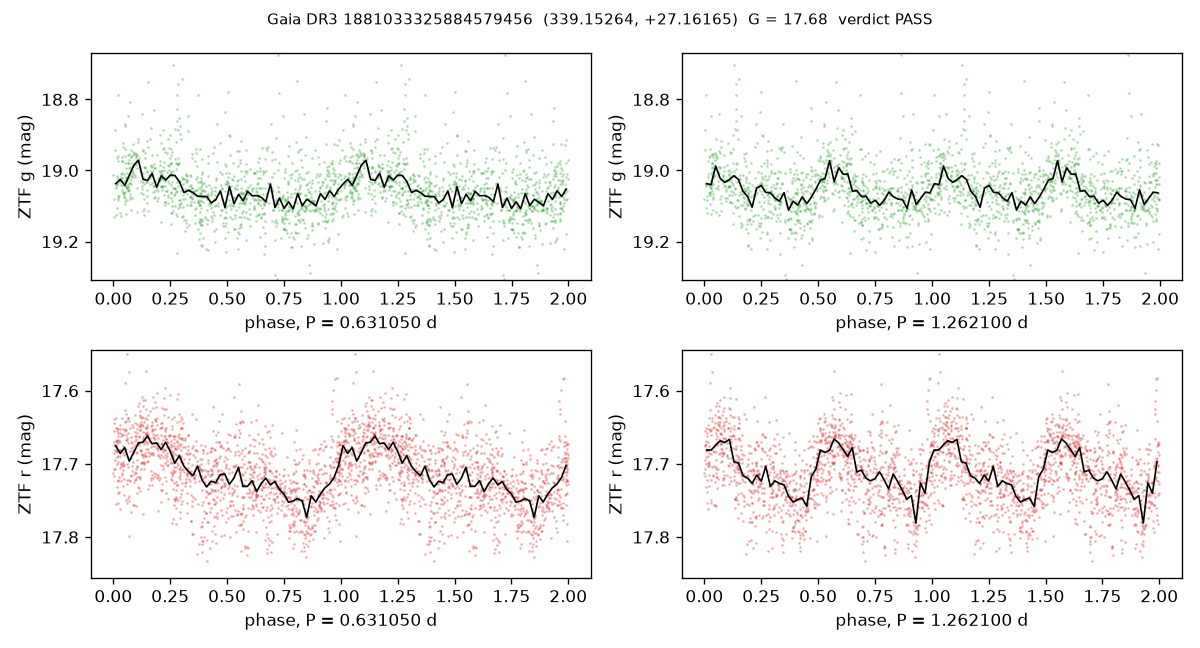 Gaia DR3 1881033325884579456 (339.15264, +27.16165) G = 17.68 verdict PASS
ZTF g (mag)
18.8
19.0
19.2
0.00 0.25 0.50 0.75 1.00 1.25 1.50 1.75 2.00
phase, P = 0.631050 d
ZTF g (mag)
18.8
19.0
19.2
0.00 0.25 0.50 0.75 1.00 1.25 1.50 1.75 2.00
phase, P = 1.262100 d
ZTF r (mag)
17.6
17.7
17.8
0.00 0.25 0.50 0.75 1.00 1.25 1.50 1.75 2.00
phase, P = 0.631050 d
ZTF r (mag)
17.6
17.7
17.8
0.00 0.25 0.50 0.75 1.00 1.25 1.50 1.75 2.00
phase, P = 1.262100 d